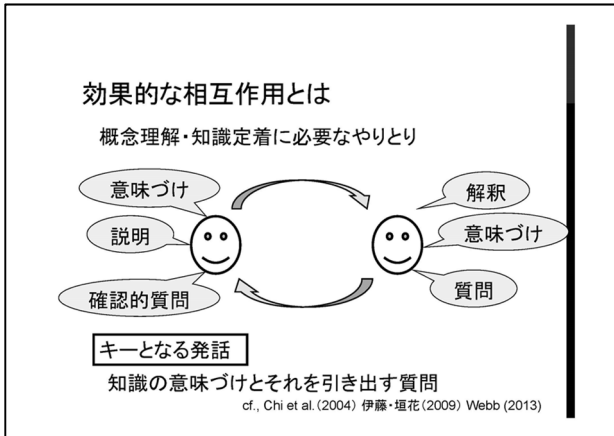 効果的な相互作用とは
概念理解・知識定着に必要なやりとり
意味づけ
説明
確認的質問
解釈
意味づけ
質問
キーとなる発話
知識の意味づけとそれを引き出す質問
cf., Chi et al.(2004) 伊藤・垣花(2009) Webb (2013)